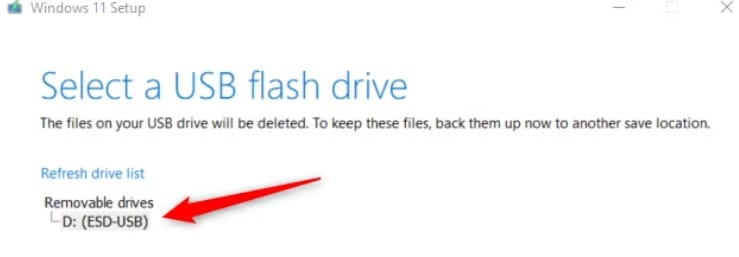 Windows 11 Setup
Select a USB flash drive
The files on your USB drive will be deleted. To keep these files, back them up now to another save location.
Refresh drive list
Removable drives
D: (ESD-USB)